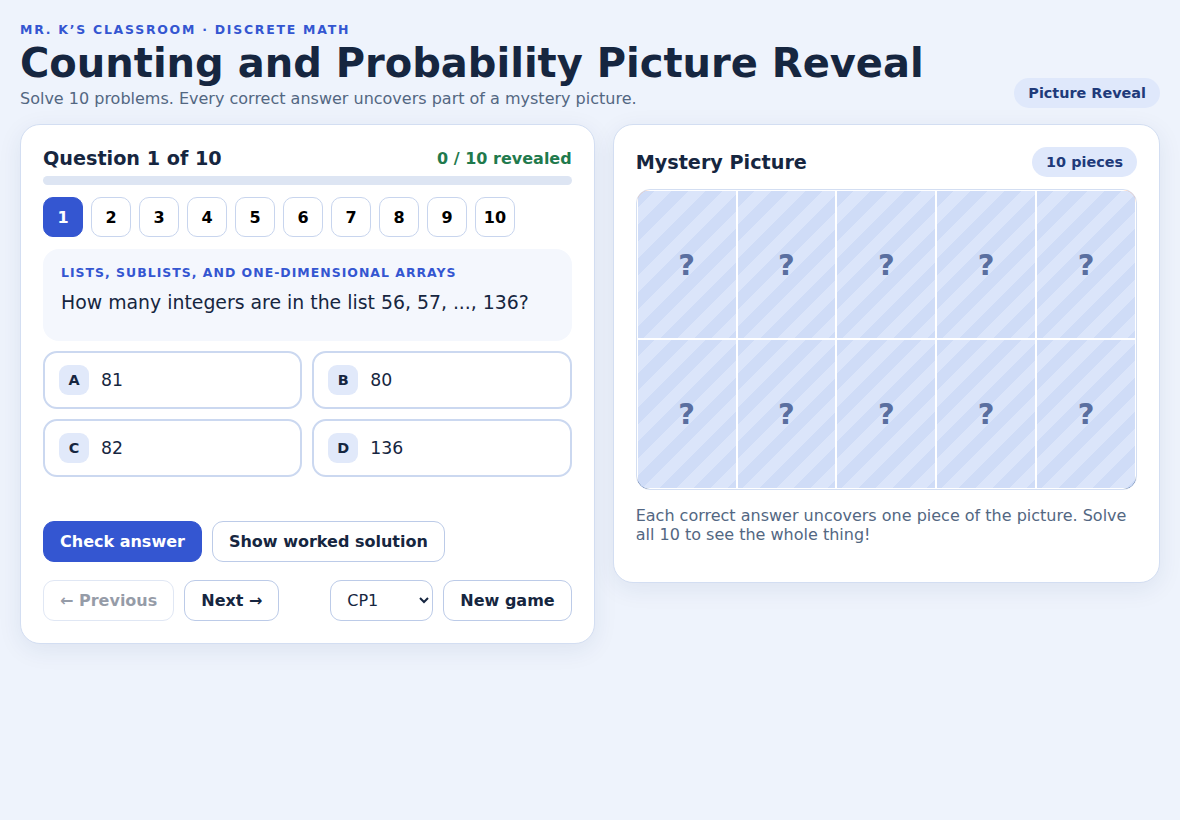 MR. K’S CLASSROOM · DISCRETE MATH
Counting and Probability Picture Reveal
Solve 10 problems. Every correct answer uncovers part of a mystery picture.
Picture Reveal
Question 1 of 10
0 / 10 revealed
1 2 3 4 5 6 7 8 9 10
LISTS, SUBLISTS, AND ONE-DIMENSIONAL ARRAYS
How many integers are in the list 56, 57, ..., 136?
A 81
B 80
C 82
D 136
Check answer
Show worked solution
← Previous
Next →
CP1
New game
Mystery Picture
10 pieces
? ? ? ? ?
? ? ? ? ?
Each correct answer uncovers one piece of the picture. Solve
all 10 to see the whole thing!